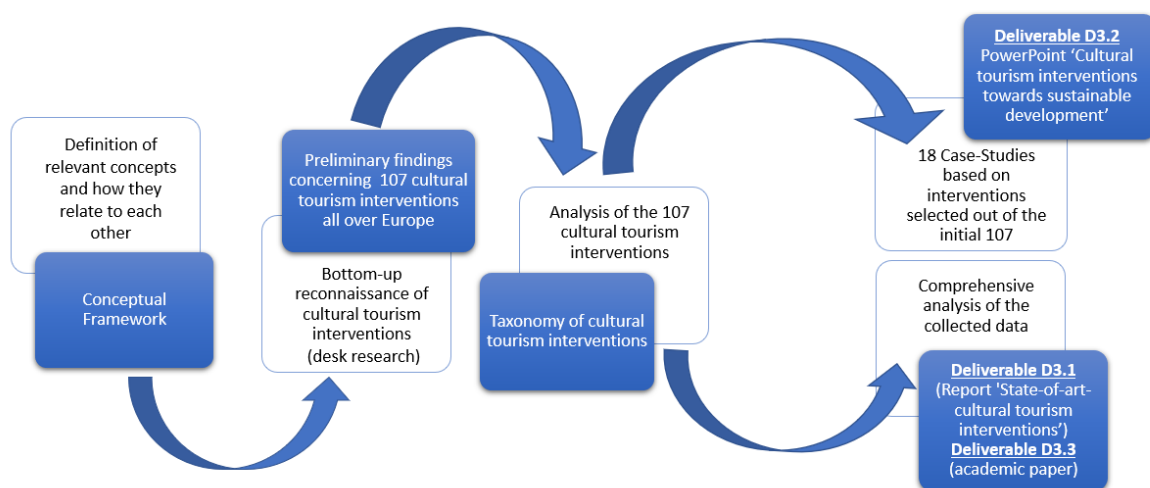 Definition of
relevant concepts
and how they
relate to each
other
Conceptual
Framework
Preliminary findings
concerning 107 cultural
tourism interventions
all over Europe
Bottom-up
reconnaissance of
cultural tourism
interventions
(desk research)
Analysis of the 107
cultural tourism
interventions
Taxonomy of cultural
tourism interventions
Deliverable D3.2
PowerPoint ‘Cultural
tourism interventions
towards sustainable
development’
18 Case-Studies
based on
interventions
selected out of the
initial 107
Comprehensive
analysis of the
collected data
Deliverable D3.1
(Report 'State-of-art-
cultural tourism
interventions’)
Deliverable D3.3
(academic paper)